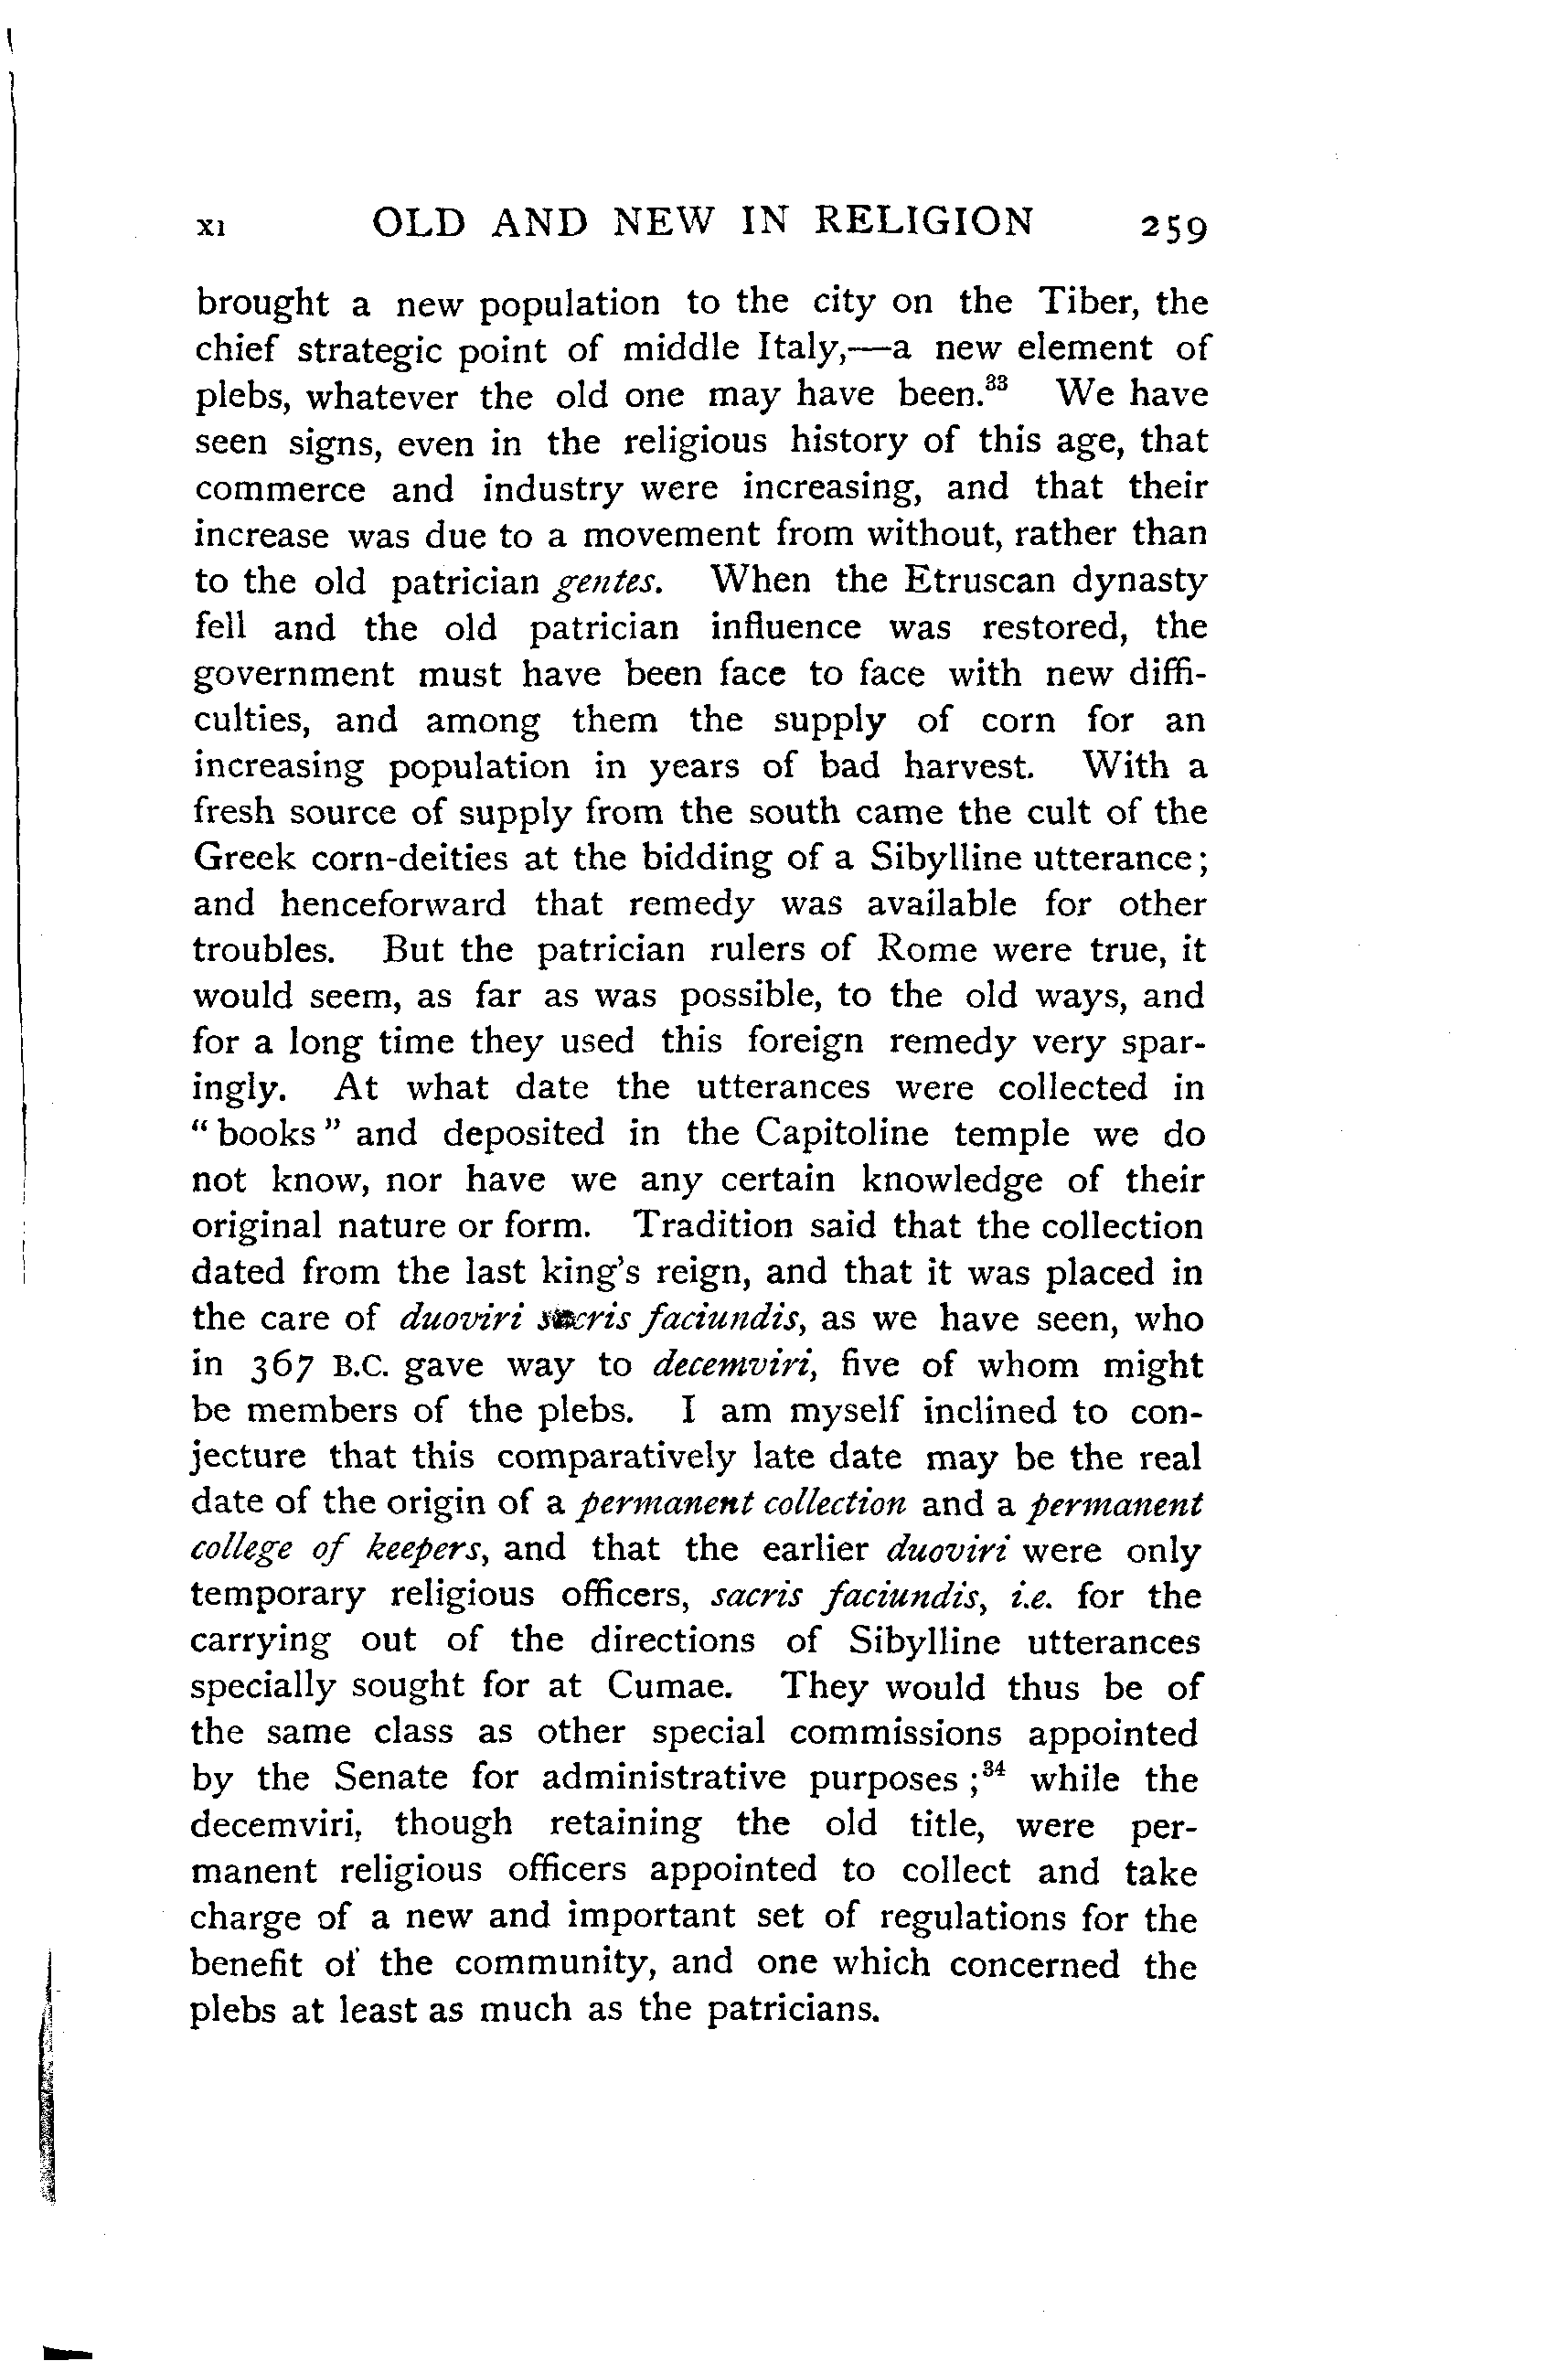 XI OLD AND NEW IN RELIGION 259
brought a new population to the city on the Tiber, the
chief strategic point of middle Italy,—a new element of
plebs, whatever the old one may have been.³³ We have
seen signs, even in the religious history of this age, that
commerce and industry were increasing, and that their
increase was due to a movement from without, rather than
to the old patrician gentes. When the Etruscan dynasty
fell and the old patrician influence was restored, the
government must have been face to face with new diffi-
culties, and among them the supply of corn for an
increasing population in years of bad harvest. With a
fresh source of supply from the south came the cult of the
Greek corn-deities at the bidding of a Sibylline utterance;
and henceforward that remedy was available for other
troubles. But the patrician rulers of Rome were true, it
would seem, as far as was possible, to the old ways, and
for a long time they used this foreign remedy very spar-
ingly. At what date the utterances were collected in
“books” and deposited in the Capitoline temple we do
not know, nor have we any certain knowledge of their
original nature or form. Tradition said that the collection
dated from the last king's reign, and that it was placed in
the care of duoviri sacris faciundis, as we have seen, who
in 367 B.C. gave way to decemviri, five of whom might
be members of the plebs. I am myself inclined to con-
jecture that this comparatively late date may be the real
date of the origin of a permanent collection and a permanent
college of keepers, and that the earlier duoviri were only
temporary religious officers, sacris faciundis, i.e. for the
carrying out of the directions of Sibylline utterances
specially sought for at Cumae. They would thus be of
the same class as other special commissions appointed
by the Senate for administrative purposes;³⁴ while the
decemviri, though retaining the old title, were per-
manent religious officers appointed to collect and take
charge of a new and important set of regulations for the
benefit of the community, and one which concerned the
plebs at least as much as the patricians.